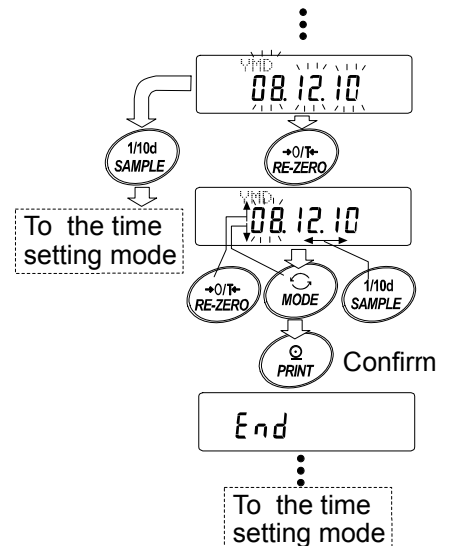 YMD
08.12.10
1/10d
SAMPLE
→0/T←
RE-ZERO
To the time
setting mode
YMD
08.12.10
→0/T←
RE-ZERO
MODE
1/10d
SAMPLE
PRINT
Confirm
End
To the time
setting mode